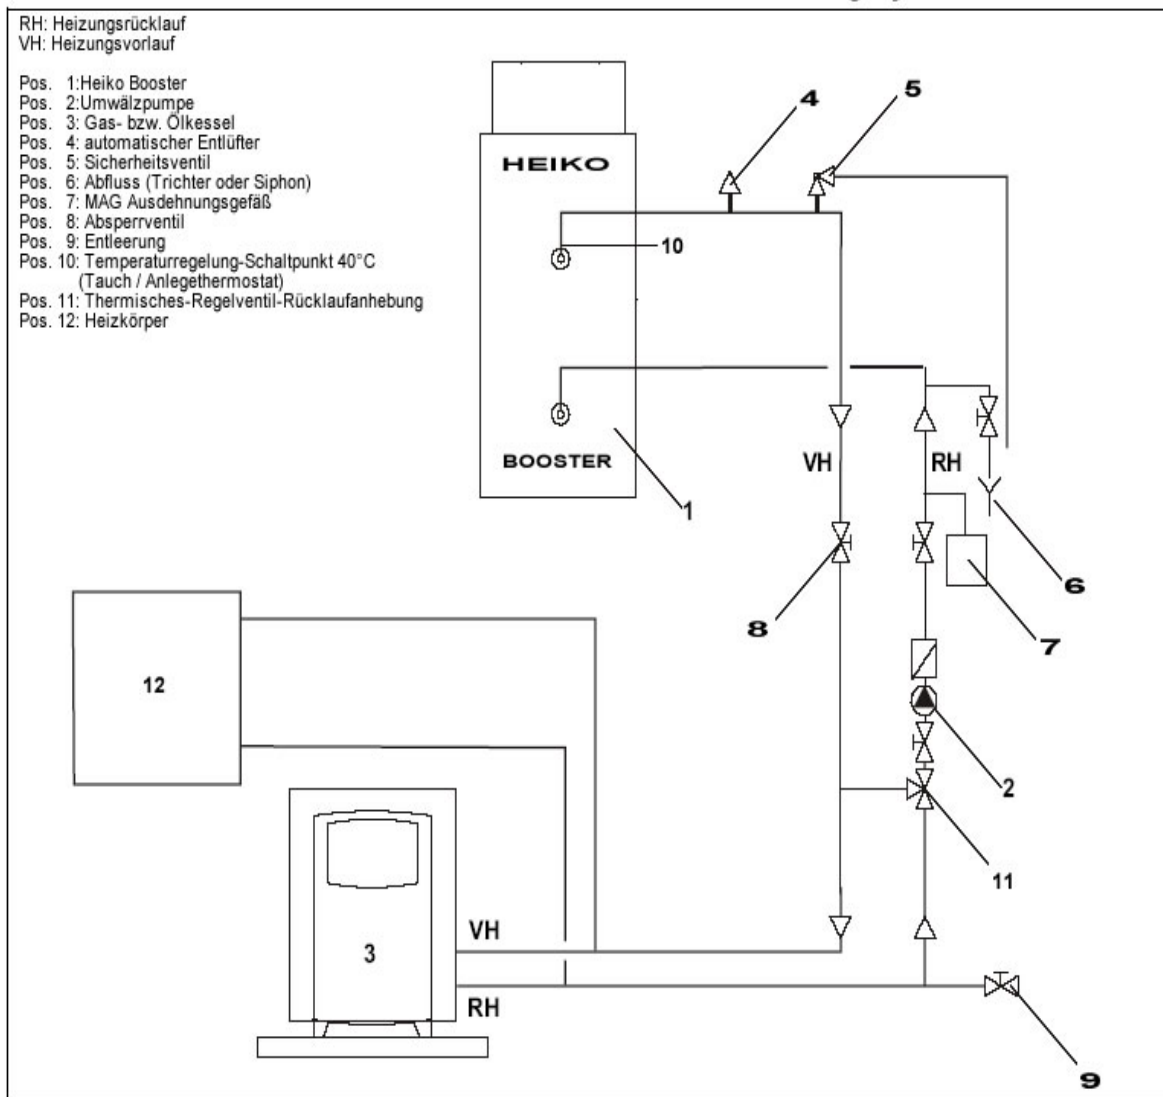 RH: Heizungsrücklauf
VH: Heizungsvorlauf
Pos. 1:Heiko Booster
Pos. 2:Umwälzpumpe
Pos. 3: Gas- bzw. Ölkessel
Pos. 4: automatischer Entlüfter
Pos. 5: Sicherheitsventil
Pos. 6: Abfluss (Trichter oder Siphon)
Pos. 7: MAG Ausdehnungsgefäß
Pos. 8: Absperrventil
Pos. 9: Entleerung
Pos. 10: Temperaturregelung-Schaltpunkt 40°C
(Tauch / Anlegethermostat)
Pos. 11: Thermisches-Regelventil-Rücklaufanhebung
Pos. 12: Heizkörper
4
5
HEIKO
10
BOOSTER
VH
RH
1
6
8
7
12
2
11
VH
3
RH
9